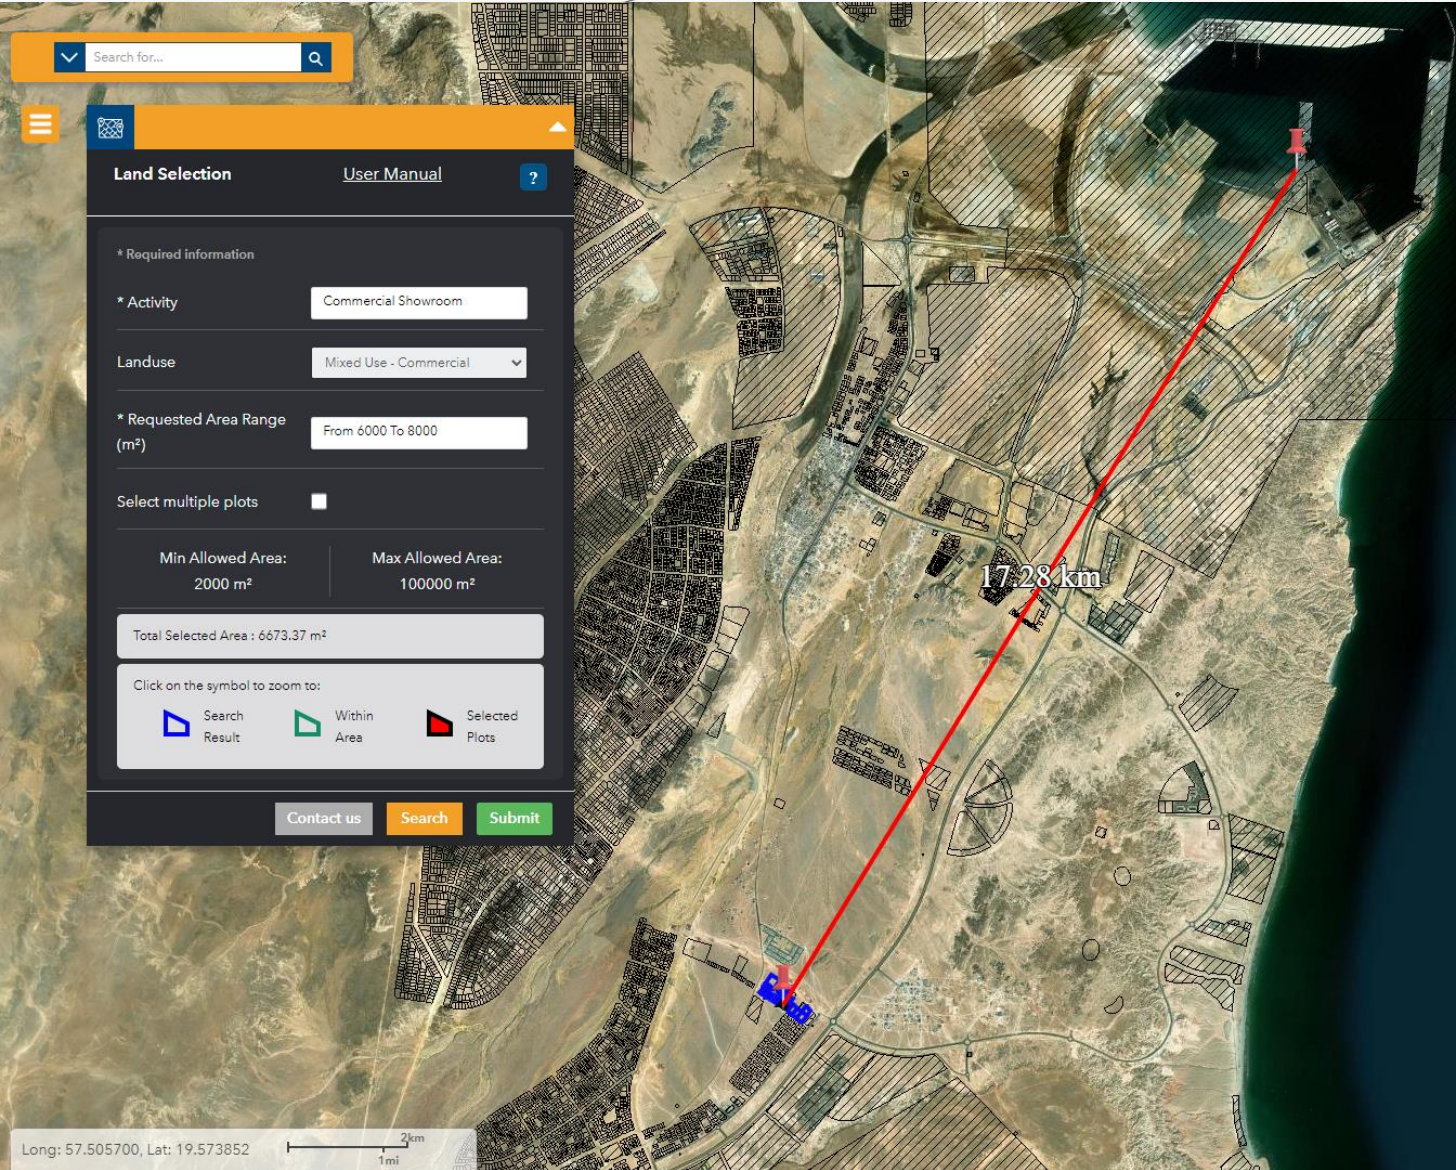 Search for...
Land Selection
User Manual
?
* Required information
* Activity
Commercial Showroom
Landuse
Mixed Use - Commercial
* Requested Area Range
(m²)
From 6000 To 8000
Select multiple plots
Min Allowed Area:
2000 m²
Max Allowed Area:
100000 m²
Total Selected Area : 6673.37 m²
Click on the symbol to zoom to:
Search
Result
Within
Area
Selected
Plots
Contact us
Search
Submit
17.28 km
Long: 57.505700, Lat: 19.573852
2km
1mi